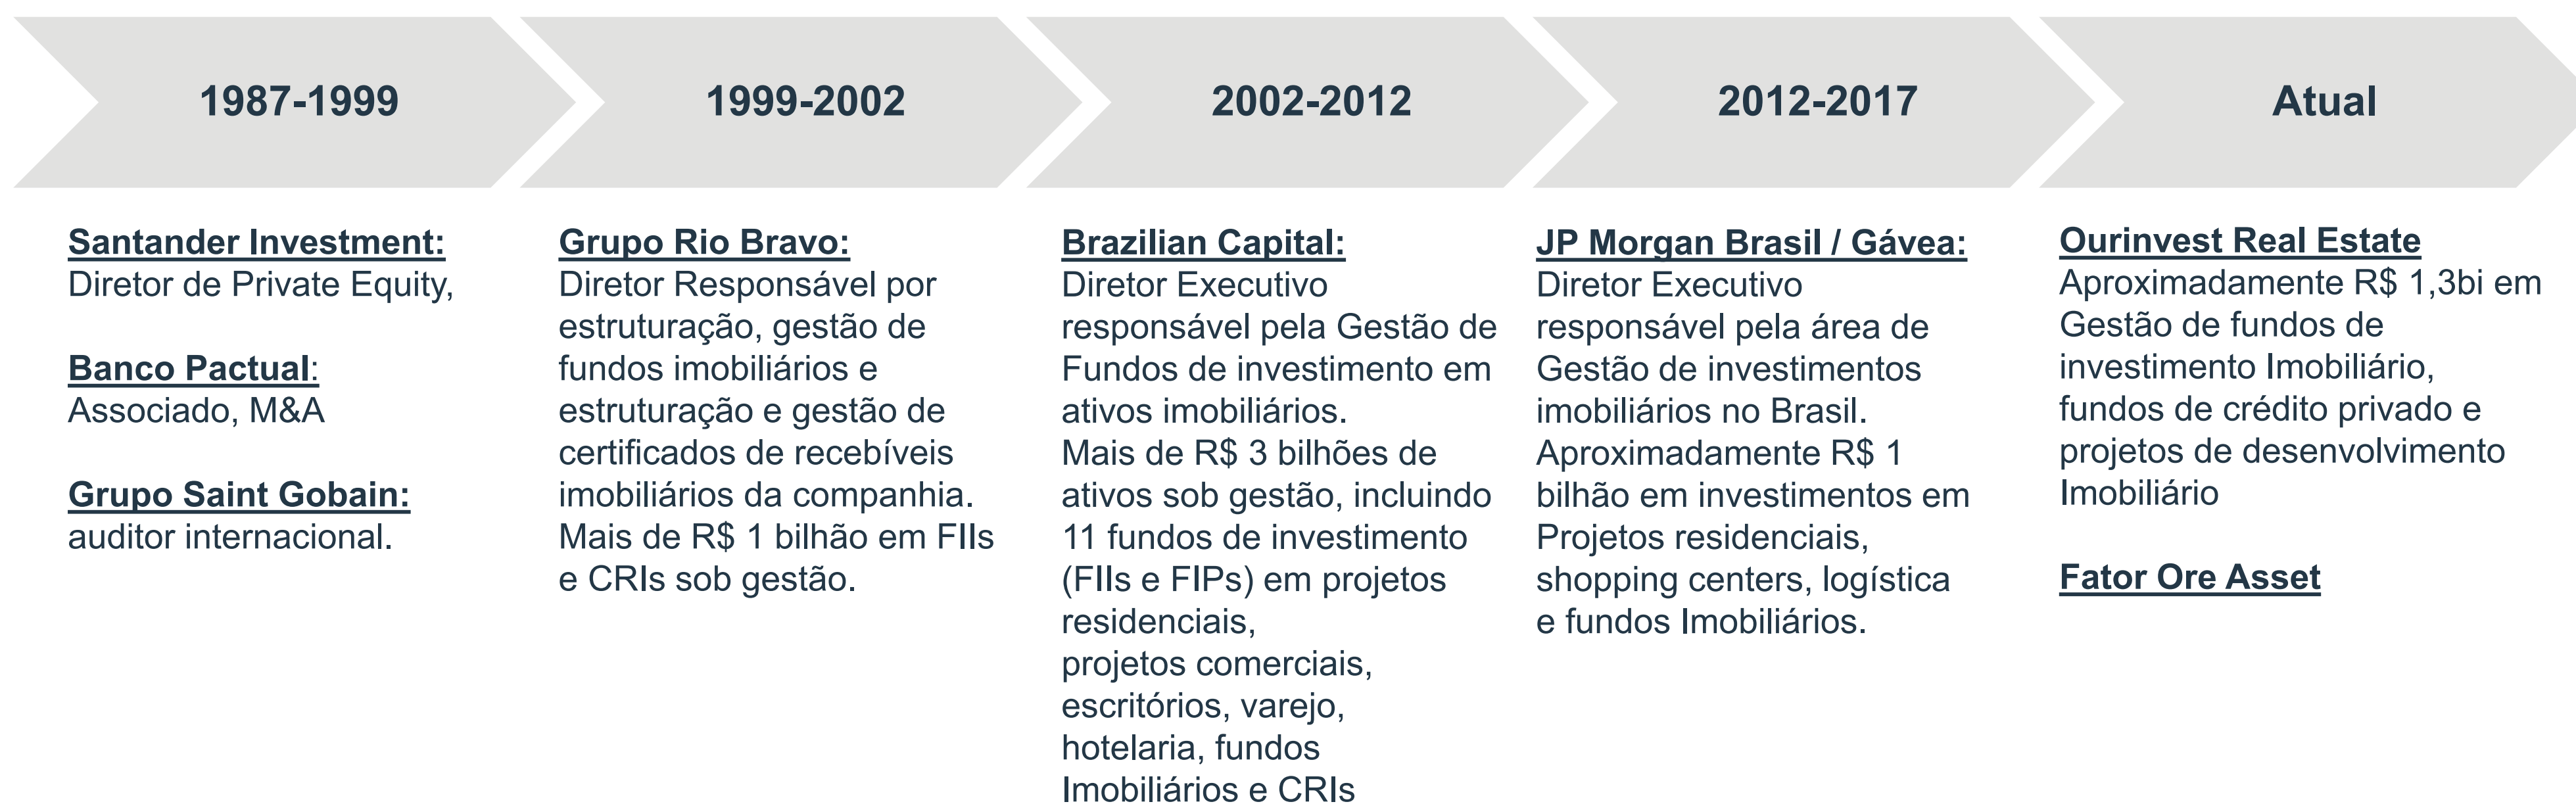 1987-1999
1999-2002
2002-2012
2012-2017
Atual
Santander Investment:
Diretor de Private Equity,
Banco Pactual:
Associado, M&A
Grupo Saint Gobain:
auditor internacional.
Grupo Rio Bravo:
Diretor Responsável por
estruturação, gestão de
fundos imobiliários e
estruturação e gestão de
certificados de recebíveis
imobiliários da companhia.
Mais de R$ 1 bilhão em FIIs
e CRIs sob gestão.
Brazilian Capital:
Diretor Executivo
responsável pela Gestão de
Fundos de investimento em
ativos imobiliários.
Mais de R$ 3 bilhões de
ativos sob gestão, incluindo
11 fundos de investimento
(FIIs e FIPs) em projetos
residenciais,
projetos comerciais,
escritórios, varejo,
hotelaria, fundos
Imobiliários e CRIs
JP Morgan Brasil / Gávea:
Diretor Executivo
responsável pela área de
Gestão de investimentos
imobiliários no Brasil.
Aproximadamente R$ 1
bilhão em investimentos em
Projetos residenciais,
shopping centers, logística
e fundos Imobiliários.
Ourinvest Real Estate
Aproximadamente R$ 1,3bi em
Gestão de fundos de
investimento Imobiliário,
fundos de crédito privado e
projetos de desenvolvimento
Imobiliário
Fator Ore Asset